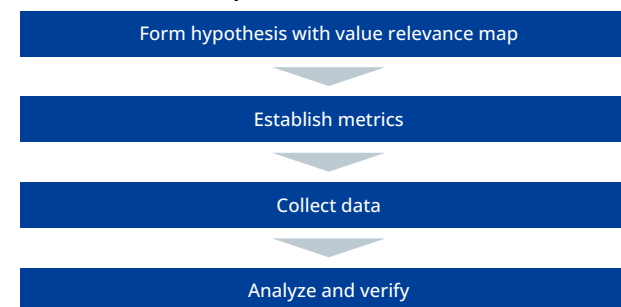 Form hypothesis with value relevance map
Establish metrics
Collect data
Analyze and verify